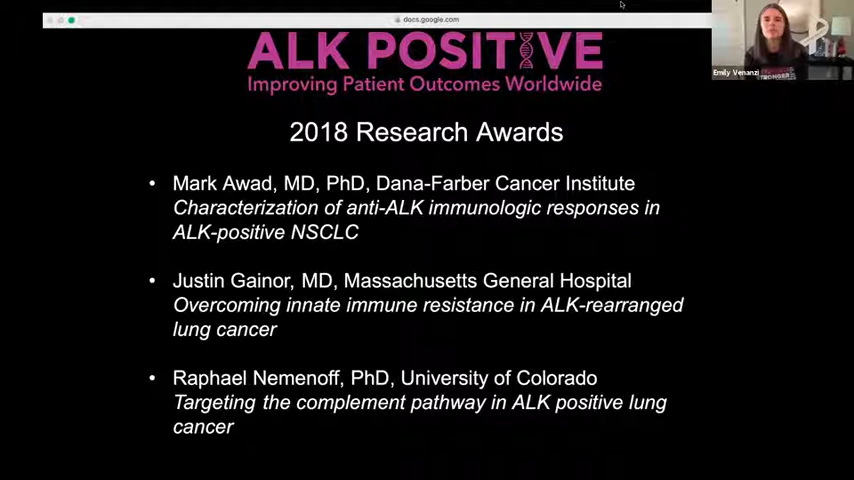 docs.google.com
ALK POSITIVE
Improving Patient Outcomes Worldwide
Emily Venanzi
STRONGER
2018 Research Awards
• Mark Awad, MD, PhD, Dana-Farber Cancer Institute
Characterization of anti-ALK immunologic responses in
ALK-positive NSCLC
• Justin Gainor, MD, Massachusetts General Hospital
Overcoming innate immune resistance in ALK-rearranged
lung cancer
• Raphael Nemenoff, PhD, University of Colorado
Targeting the complement pathway in ALK positive lung
cancer